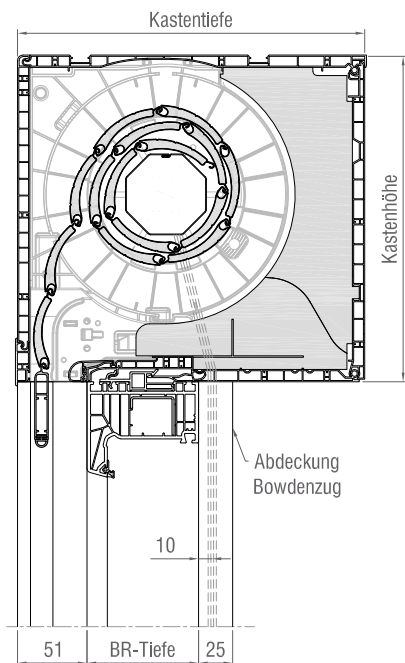 Kastentiefe
Kastenhöhe
Abdeckung
Bowdenzug
10
51
BR-Tiefe
25